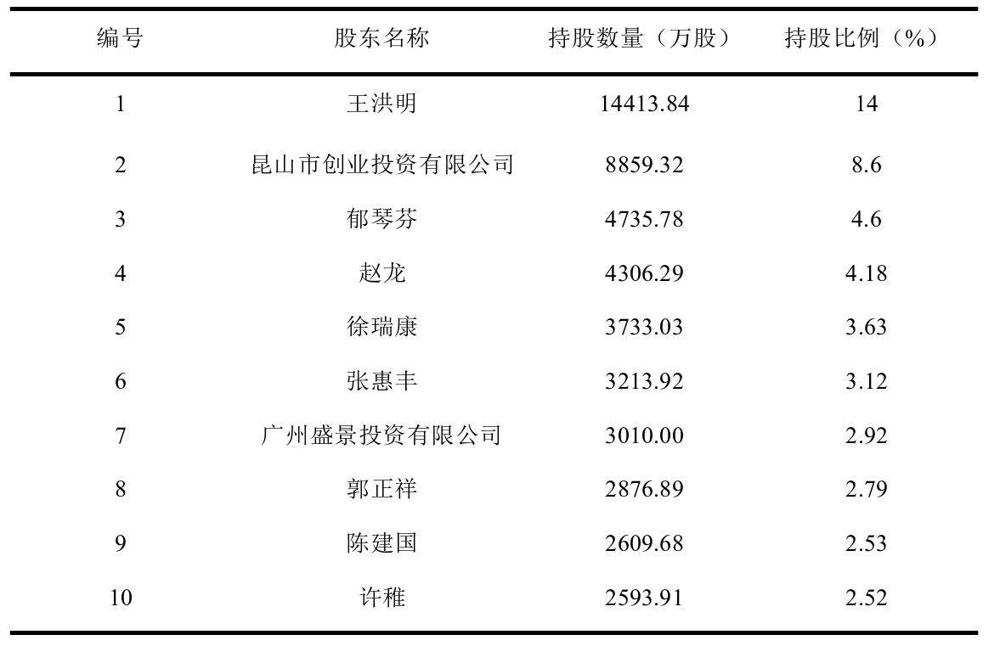 编号 股东名称 持股数量（万股） 持股比例（%）
1 王洪明 14413.84 14
2 昆山市创业投资有限公司 8859.32 8.6
3 郁琴芬 4735.78 4.6
4 赵龙 4306.29 4.18
5 徐瑞康 3733.03 3.63
6 张惠丰 3213.92 3.12
7 广州盛景投资有限公司 3010.00 2.92
8 郭正祥 2876.89 2.79
9 陈建国 2609.68 2.53
10 许稚 2593.91 2.52